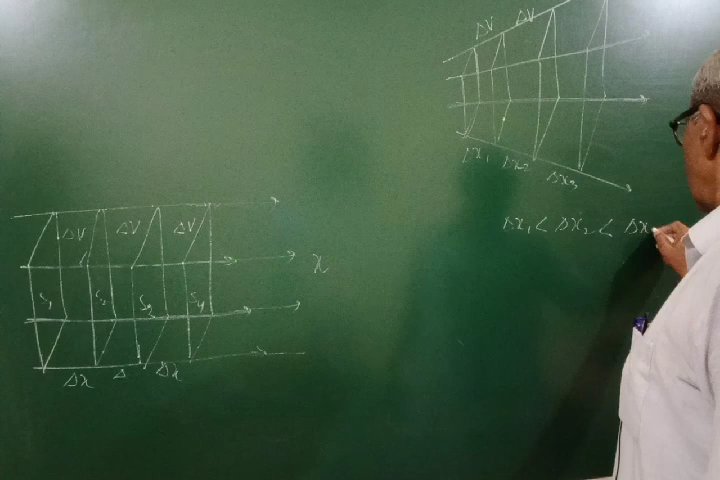 ΔV ΔV
Δx₁ Δx₂ Δx₃
Δx₁ < Δx₂ < Δx
ΔV ΔV ΔV
x
S₁ S₂ S₃ S₄
Δx Δ Δx